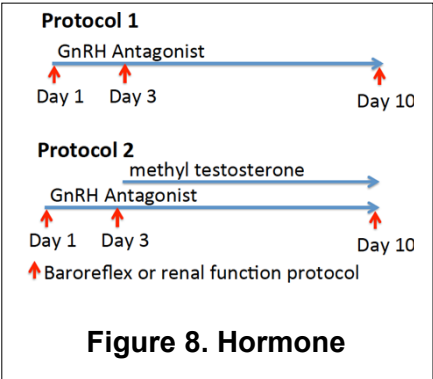 Protocol 1
GnRH Antagonist
Day 1 Day 3 Day 10
Protocol 2
methyl testosterone
GnRH Antagonist
Day 1 Day 3 Day 10
Baroreflex or renal function protocol
Figure 8. Hormone